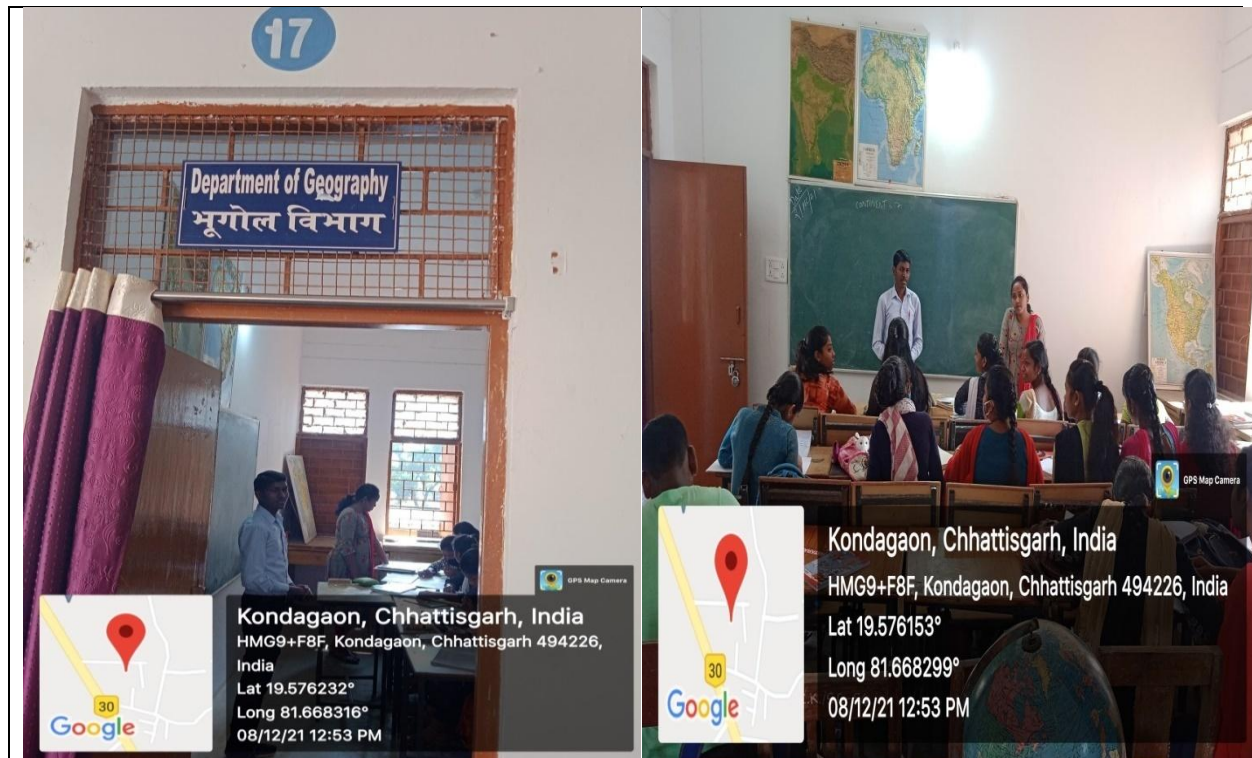 17
Department of Geography
भूगोल विभाग
GPS Map Camera
Kondagaon, Chhattisgarh, India
HMG9+F8F, Kondagaon, Chhattisgarh 494226,
India
Lat 19.576232°
Long 81.668316°
08/12/21 12:53 PM
30
Google
GPS Map Camera
Kondagaon, Chhattisgarh, India
HMG9+F8F, Kondagaon, Chhattisgarh 494226, India
Lat 19.576153°
Long 81.668299°
08/12/21 12:53 PM
30
Google